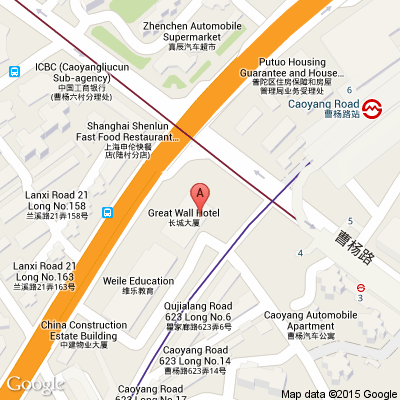 Zhenchen Automobile
Supermarket
真辰汽车超市
ICBC (Caoyangliucun
Sub-agency)
中国工商银行
(曹杨六村分理处)
Putuo Housing
Guarantee and House...
普陀区住房保障和房屋
管理局业务受理处
Caoyang Road
曹杨路站
Shanghai Shenlun
Fast Food Restaurant...
上海申伦快餐
店(陆村分店)
Lanxi Road 21
Long No.158
兰溪路21弄158号
A
Great Wall Hotel
长城大厦
曹杨路
Lanxi Road 21
Long No.163
兰溪路21弄163号
Weile Education
维乐教育
4
3
6
Qujialang Road
623 Long No.6
瞿家廊路623弄6号
Caoyang Automobile
Apartment
曹杨汽车公寓
China Construction
Estate Building
中建物业大厦
Caoyang Road
623 Long No.14
曹杨路623弄14号
Caoyang Road
623 Long No.17
Google
Map data ©2015 Google